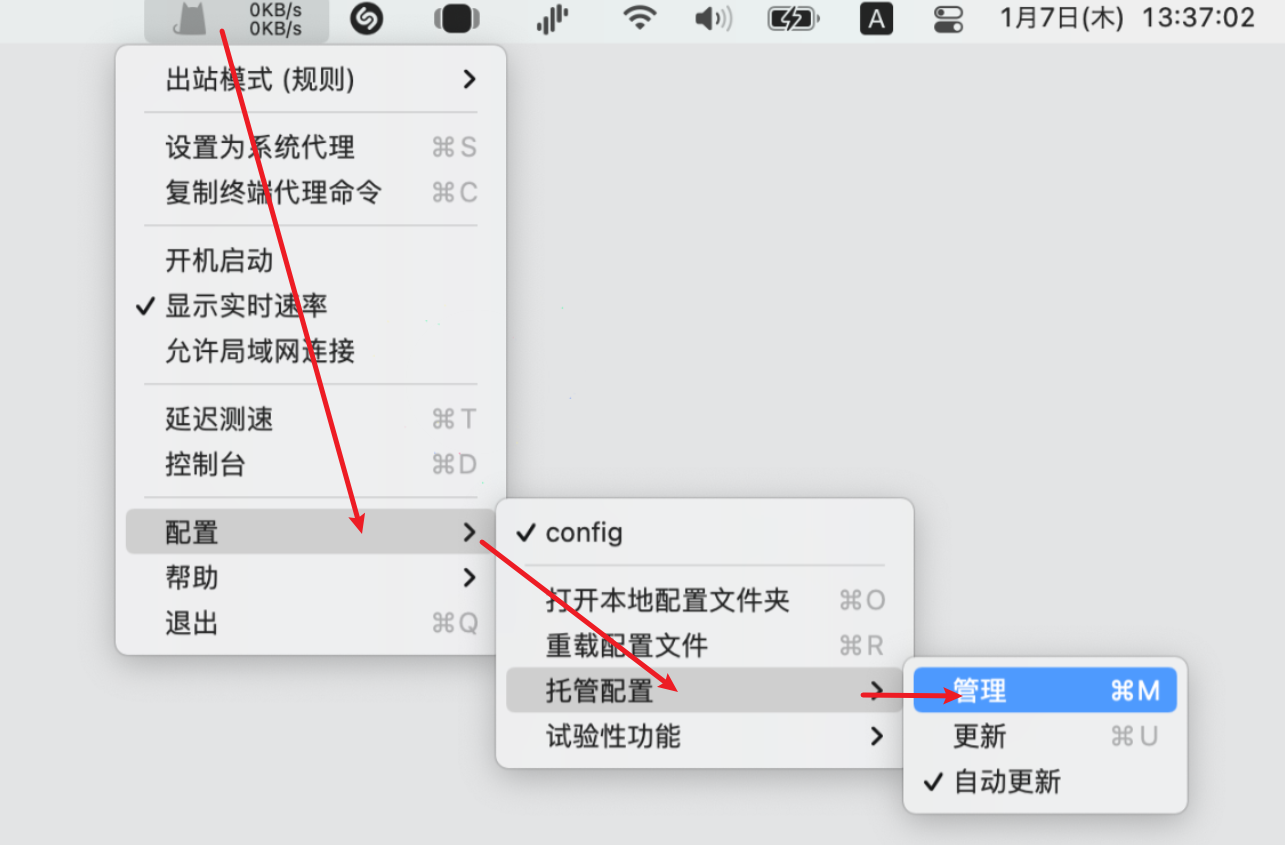 0KB/s
0KB/s
A
1月7日(木) 13:37:02
出站模式 (规则)
设置为系统代理 ⌘S
复制终端代理命令 ⌘C
开机启动
✓ 显示实时速率
允许局域网连接
延迟测速 ⌘T
控制台 ⌘D
配置
帮助
退出 ⌘Q
✓ config
打开本地配置文件夹 ⌘O
重载配置文件 ⌘R
托管配置
试验性功能
管理 ⌘M
更新 ⌘U
✓ 自动更新